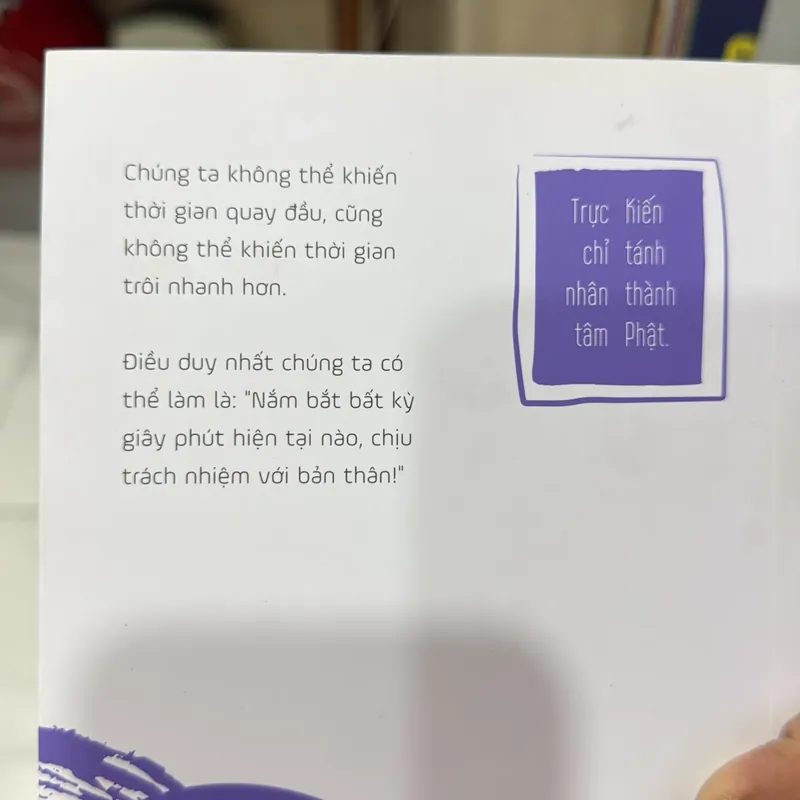 Chúng ta không thể khiến
thời gian quay đầu, cũng
không thể khiến thời gian
trôi nhanh hơn.
Điều duy nhất chúng ta có
thể làm là: "Nắm bắt bất kỳ
giây phút hiện tại nào, chịu
trách nhiệm với bản thân!"
Trực Kiến
chỉ tánh
nhân thành
tâm Phật.